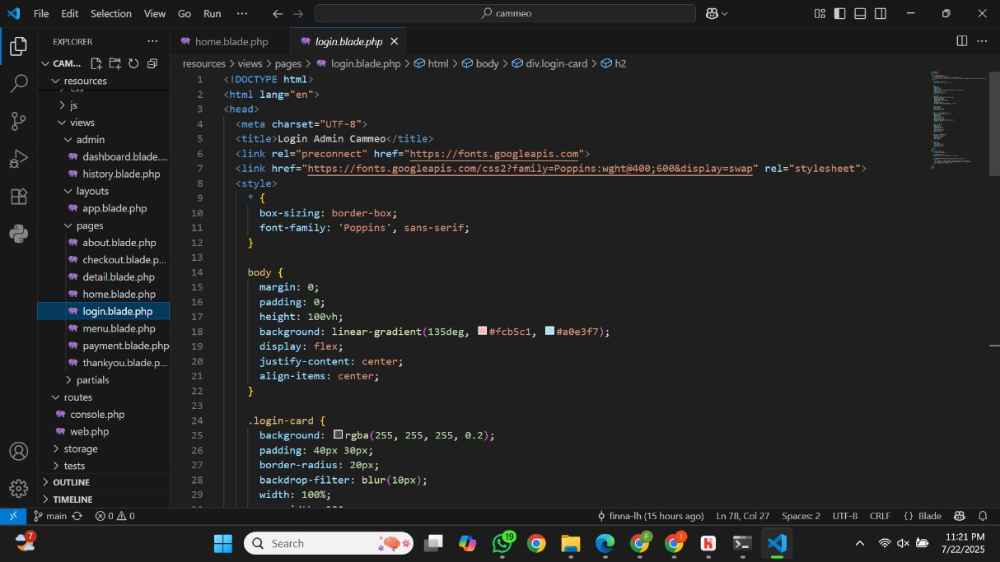 File Edit Selection View Go Run ··· cammeo
EXPLORER ···
CAM...
resources
css
js
views
admin
dashboard.blade....
history.blade.php
layouts
app.blade.php
pages
about.blade.php
checkout.blade.p...
detail.blade.php
home.blade.php
login.blade.php
menu.blade.php
payment.blade.php
thankyou.blade.p...
partials
routes
console.php
web.php
storage
tests
OUTLINE
TIMELINE
home.blade.php login.blade.php
resources > views > pages > login.blade.php > html > body > div.login-card > h2
1 <!DOCTYPE html>
2 <html lang="en">
3 <head>
4 <meta charset="UTF-8">
5 <title>Login Admin Cammeo</title>
6 <link rel="preconnect" href="https://fonts.googleapis.com">
7 <link href="https://fonts.googleapis.com/css2?family=Poppins:wght@400;600&display=swap" rel="stylesheet">
8 <style>
9 * {
10 box-sizing: border-box;
11 font-family: 'Poppins', sans-serif;
12 }
13
14 body {
15 margin: 0;
16 padding: 0;
17 height: 100vh;
18 background: linear-gradient(135deg, #fcb5c1, #a0e3f7);
19 display: flex;
20 justify-content: center;
21 align-items: center;
22 }
23
24 .login-card {
25 background: rgba(255, 255, 255, 0.2);
26 padding: 40px 30px;
27 border-radius: 20px;
28 backdrop-filter: blur(10px);
29 width: 100%;
main 0 0 finna-lh (15 hours ago) Ln 78, Col 27 Spaces: 2 UTF-8 CRLF {} Blade
7 Search 19 F I H 11:21 PM
7/22/2025